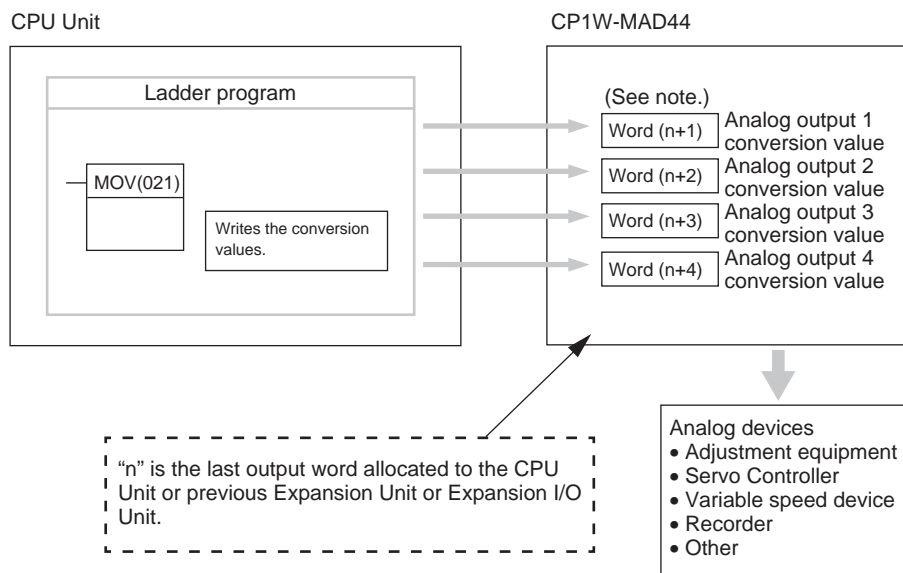 CPU Unit
CP1W-MAD44
Ladder program
MOV(021)
Writes the conversion
values.
(See note.)
Word (n+1)
Analog output 1
conversion value
Word (n+2)
Analog output 2
conversion value
Word (n+3)
Analog output 3
conversion value
Word (n+4)
Analog output 4
conversion value
“n” is the last output word allocated to the CPU
Unit or previous Expansion Unit or Expansion I/O
Unit.
Analog devices
• Adjustment equipment
• Servo Controller
• Variable speed device
• Recorder
• Other